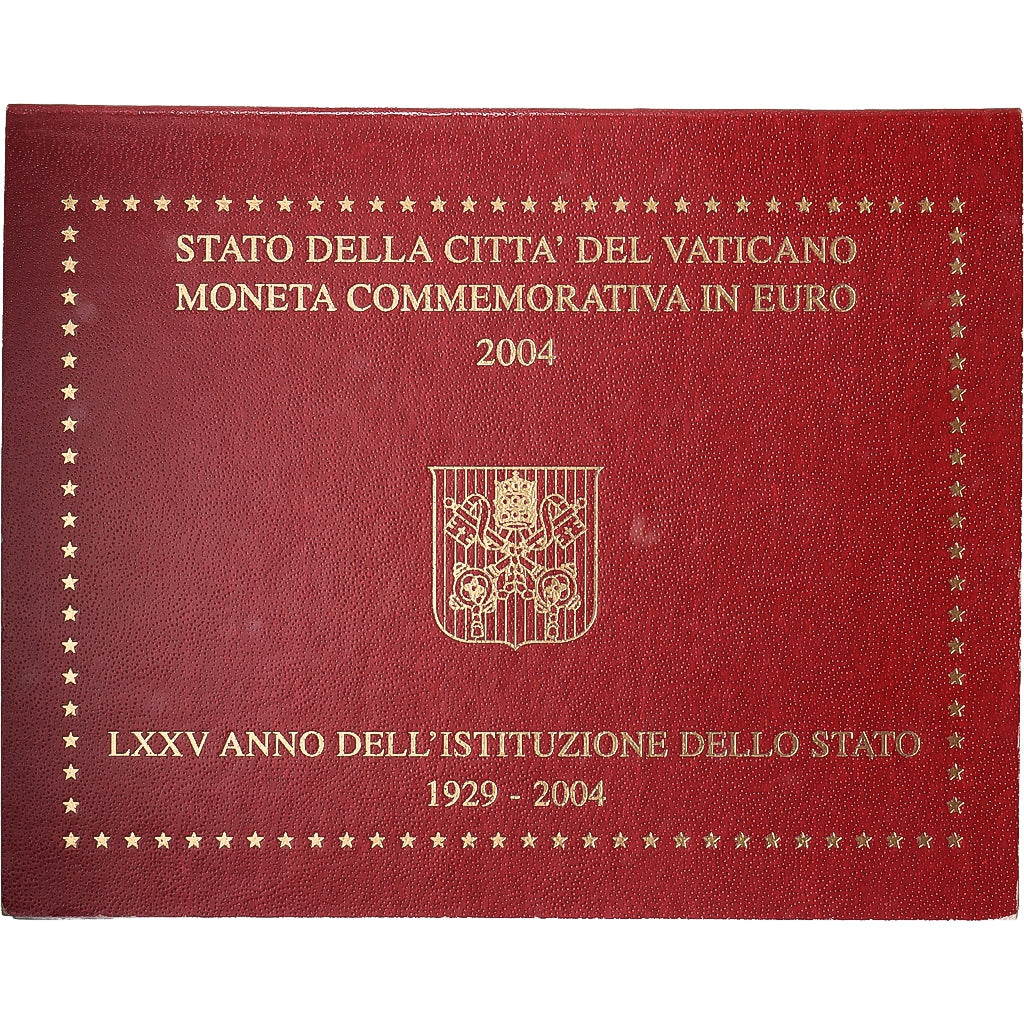 STATO DELLA CITTA' DEL VATICANO
MONETA COMMEMORATIVA IN EURO
2004
LXXV ANNO DELL'ISTITUZIONE DELLO STATO
1929 - 2004